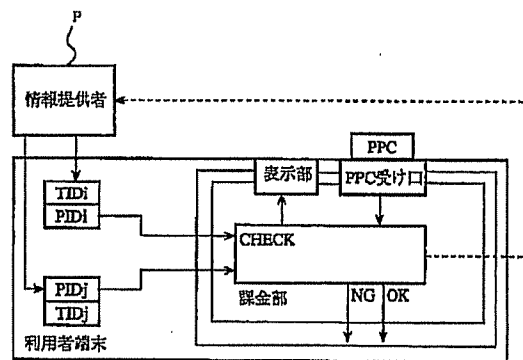 P
情報提供者
PPC
表示部
PPC受け口
TIDi
PIDi
CHECK
PIDj
TIDj
課金部
NG
OK
利用者端末